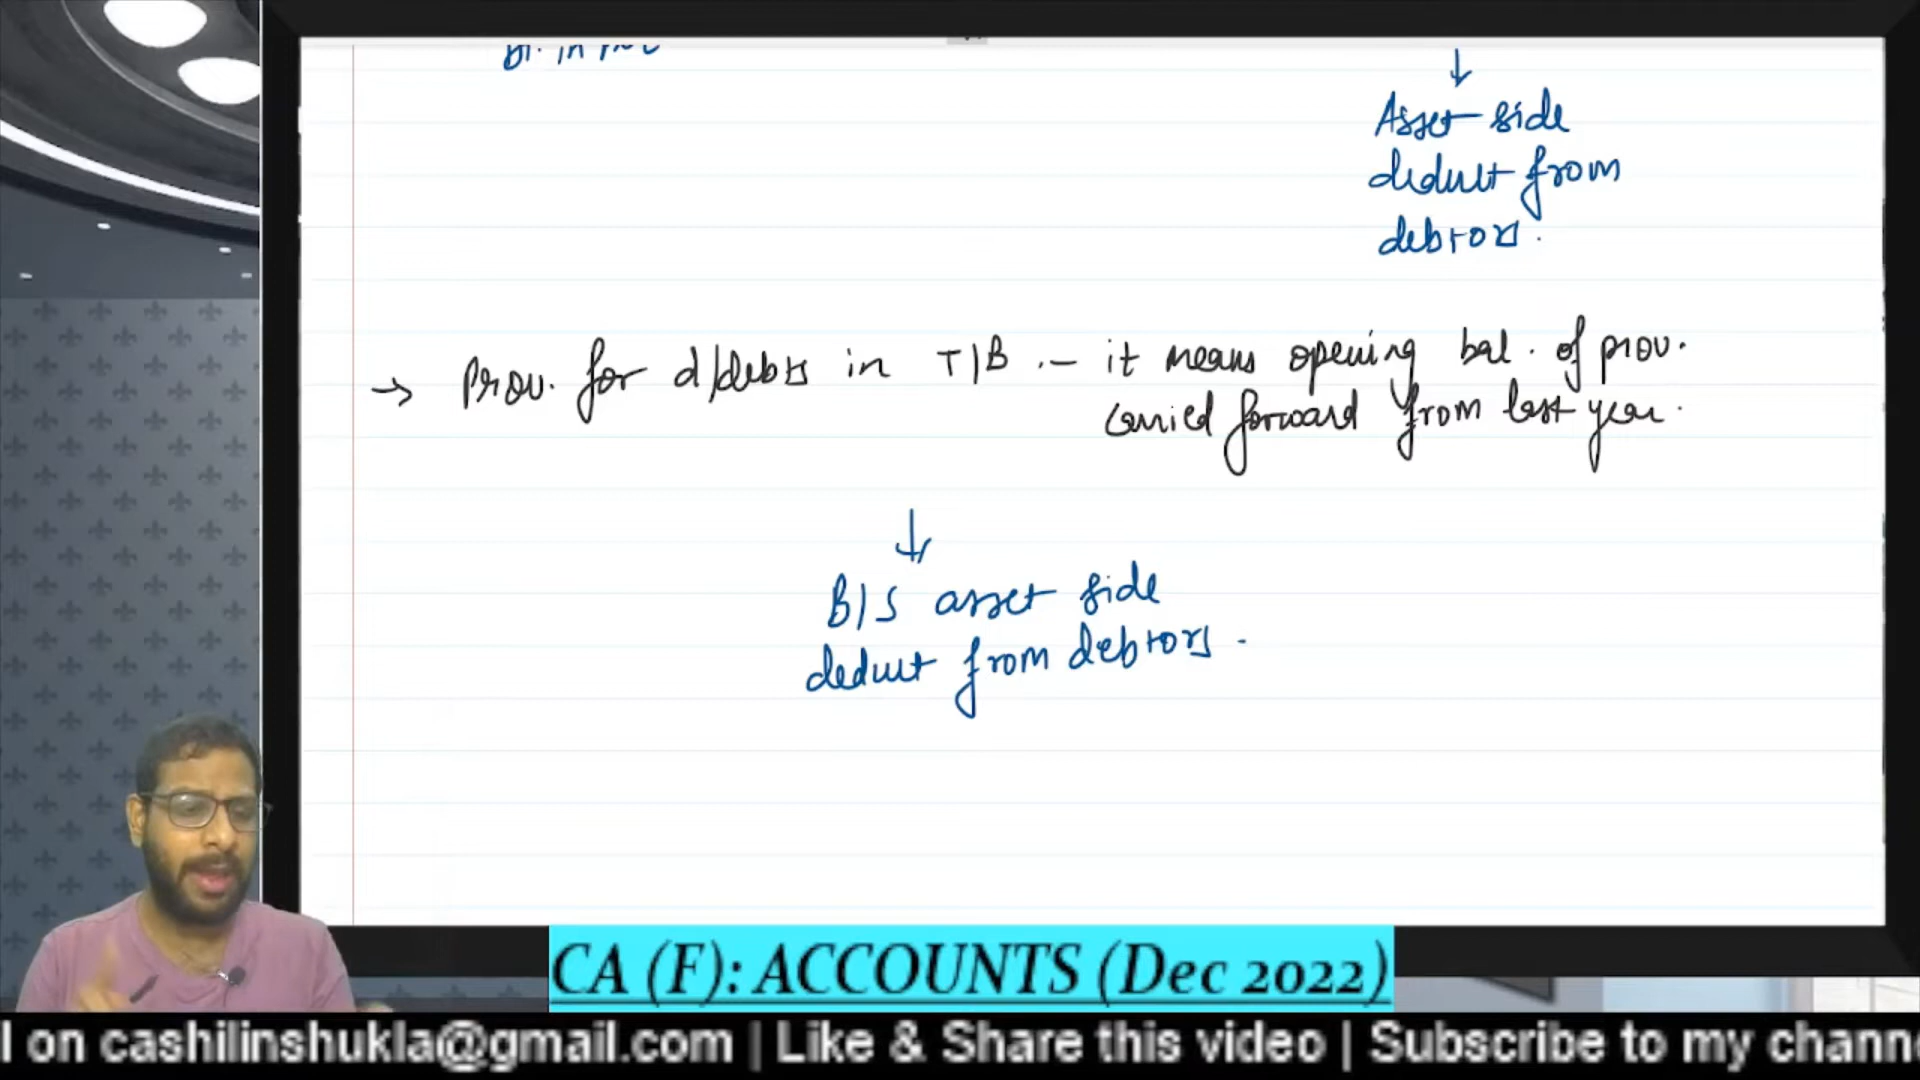 ↓
Asset side
deduct from
debtors.
→ Prov. for d/debts in T/B. – it means opening bal. of prov.
carried forward from last year.
↓
B/S asset side
deduct from debtors.
CA (F): ACCOUNTS (Dec 2022)
l on cashilinshukla@gmail.com | Like & Share this video | Subscribe to my chann